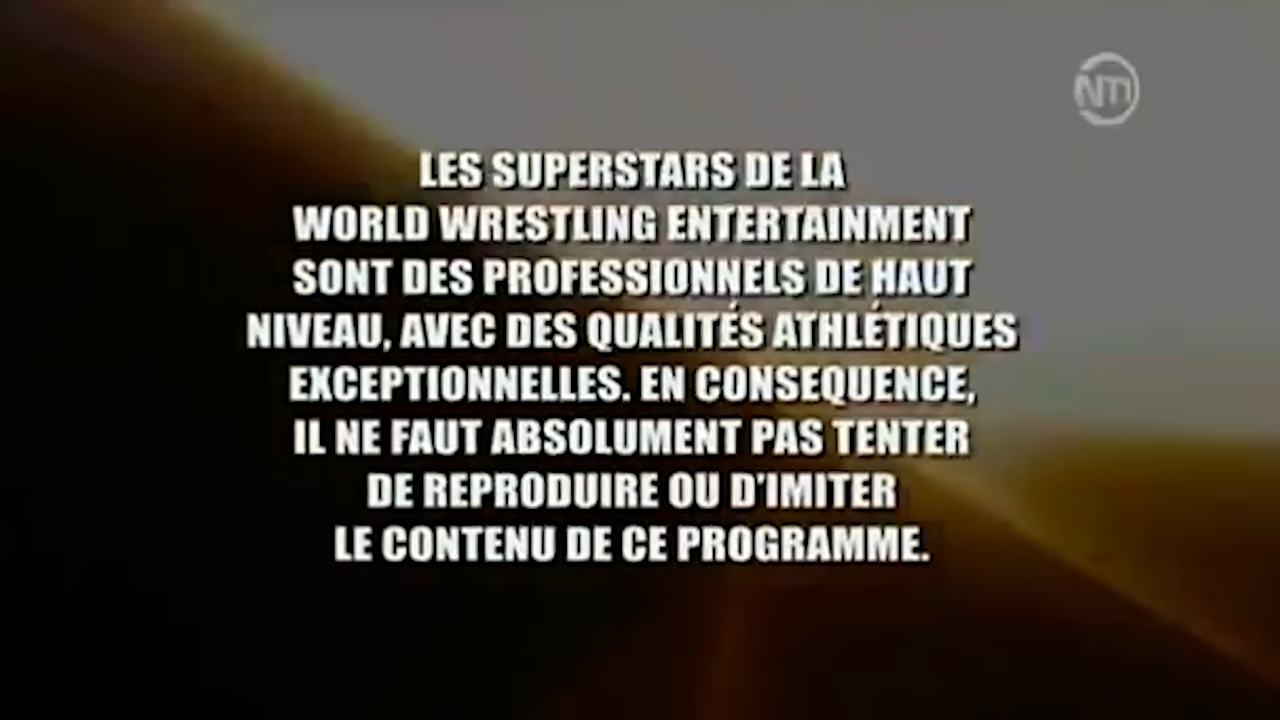 NT1
LES SUPERSTARS DE LA
WORLD WRESTLING ENTERTAINMENT
SONT DES PROFESSIONNELS DE HAUT
NIVEAU, AVEC DES QUALITÉS ATHLÉTIQUES
EXCEPTIONNELLES. EN CONSEQUENCE,
IL NE FAUT ABSOLUMENT PAS TENTER
DE REPRODUIRE OU D'IMITER
LE CONTENU DE CE PROGRAMME.